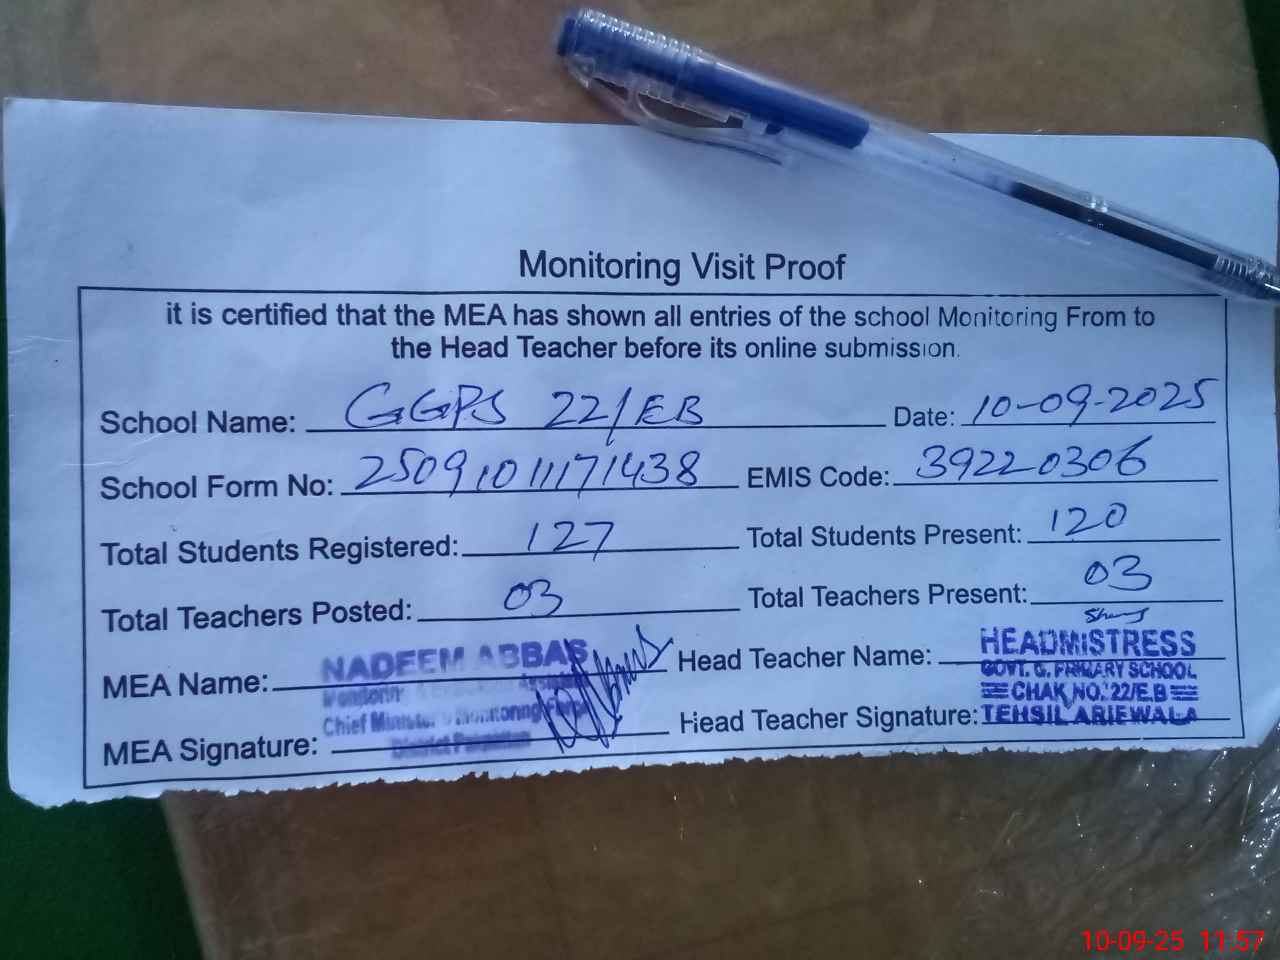 Monitoring Visit Proof
it is certified that the MEA has shown all entries of the school Monitoring From to
the Head Teacher before its online submission.
School Name: GGPS 22/EB Date: 10-09-2025
School Form No: 25091011171438 EMIS Code: 39220306
Total Students Registered: 127 Total Students Present: 120
Total Teachers Posted: 03 Total Teachers Present: 03
MEA Name: NADEEM ABBAS Head Teacher Name: HEADMISTRESS
GOVT. G. PRIMARY SCHOOL
Chief Minister's Monitoring Force
CHAK NO. 22/E.B
MEA Signature: Head Teacher Signature: TEHSIL ARIFWALA
District
10-09-25 11:57